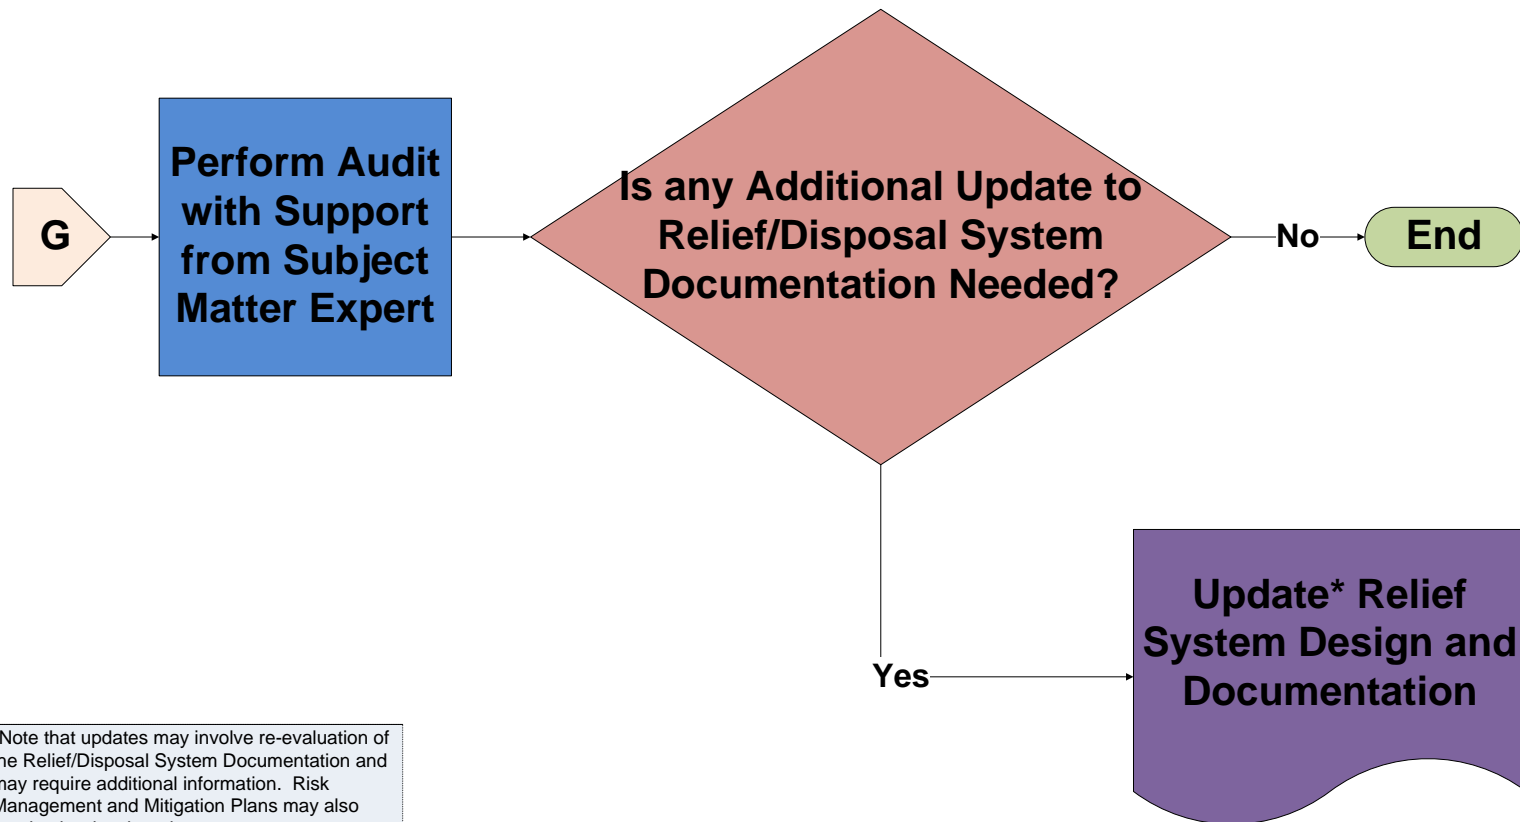 G
Perform Audit
with Support
from Subject
Matter Expert
Is any Additional Update to
Relief/Disposal System
Documentation Needed?
No
End
Yes
Update* Relief
System Design and
Documentation
Note that updates may involve re-evaluation of
Relief/Disposal System Documentation and
may require additional information. Risk
Management and Mitigation Plans may also